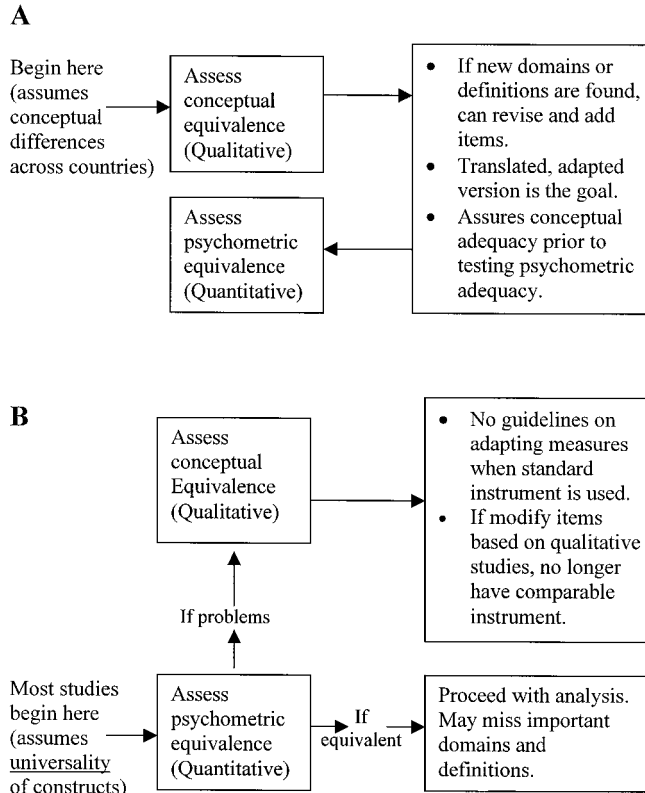 A
Begin here
(assumes
conceptual
differences
across countries)
Assess
conceptual
equivalence
(Qualitative)
• If new domains or
definitions are found,
can revise and add
items.
• Translated, adapted
version is the goal.
• Assures conceptual
adequacy prior to
testing psychometric
adequacy.
Assess
psychometric
equivalence
(Quantitative)
B
Assess
conceptual
Equivalence
(Qualitative)
• No guidelines on
adapting measures
when standard
instrument is used.
• If modify items
based on qualitative
studies, no longer
have comparable
instrument.
If problems
Most studies
begin here
(assumes
universality
of constructs)
Assess
psychometric
equivalence
(Quantitative)
If
equivalent
Proceed with analysis.
May miss important
domains and
definitions.